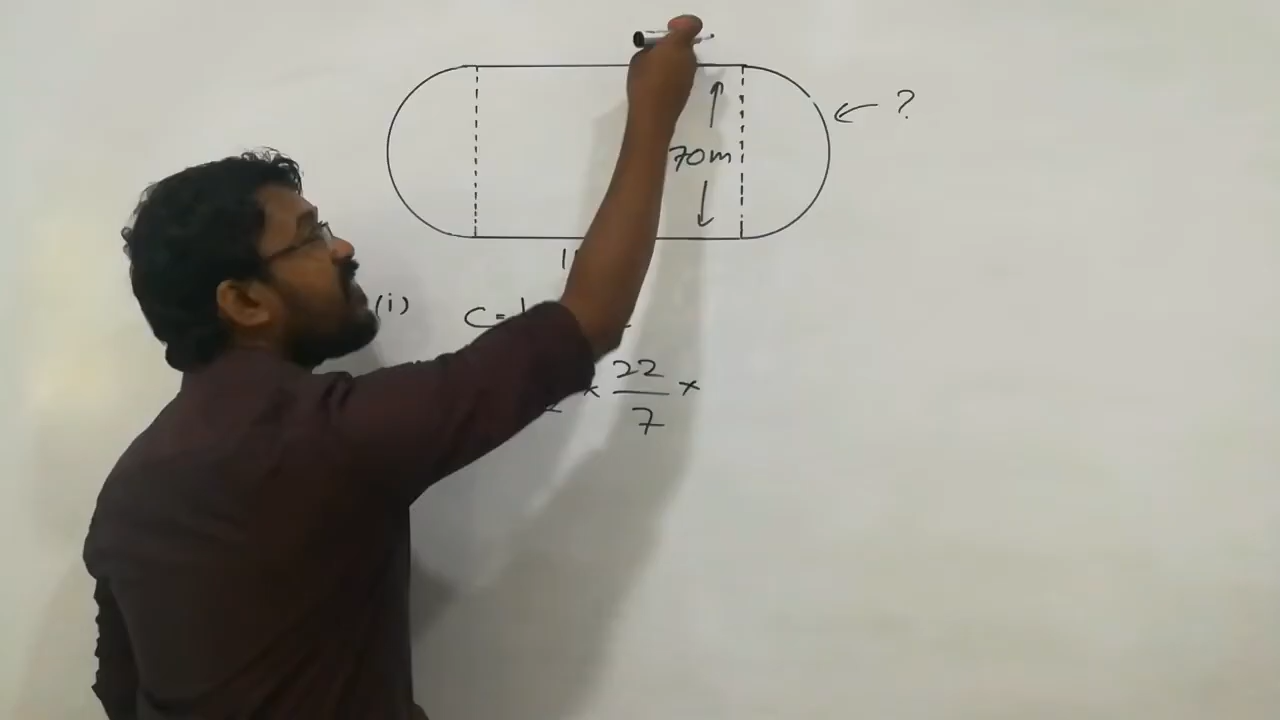 ?
70m
(i) C =
× 22/7 ×